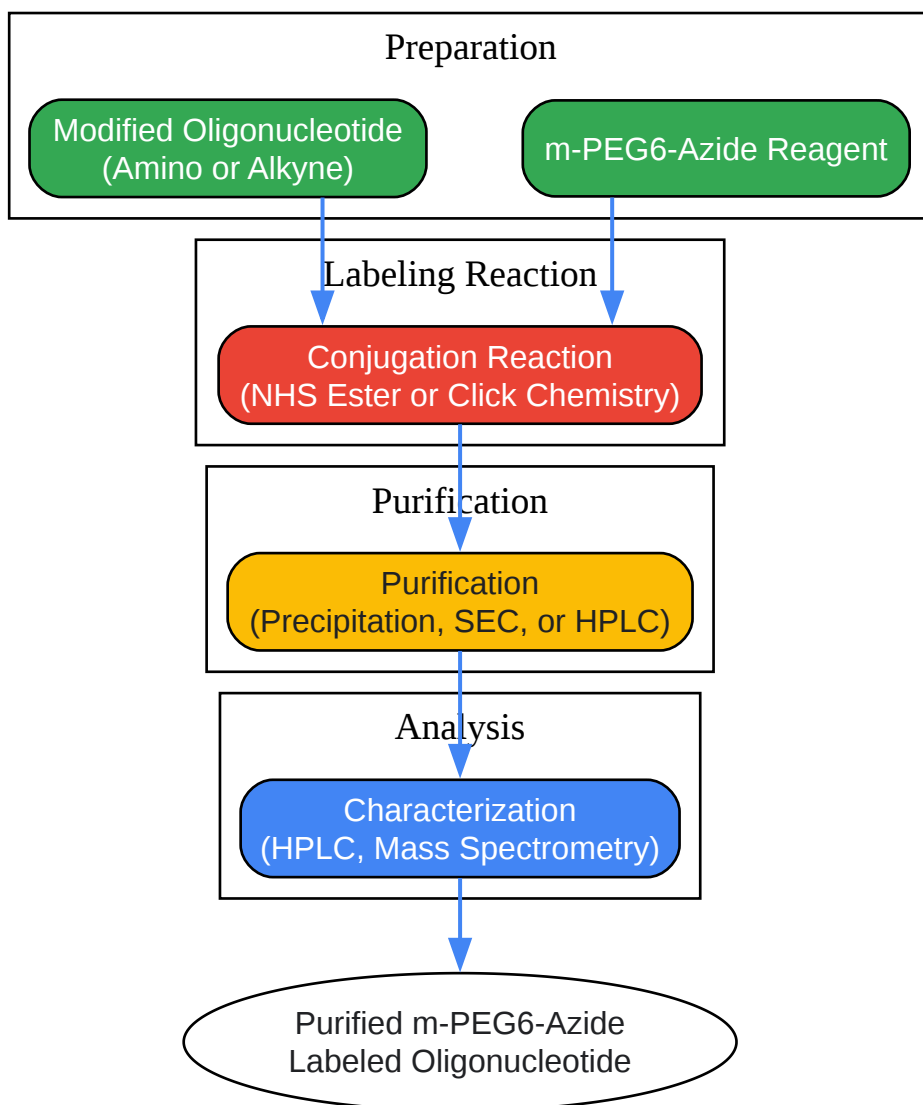 Preparation
Modified Oligonucleotide
(Amino or Alkyne)
m-PEG6-Azide Reagent
Labeling Reaction
Conjugation Reaction
(NHS Ester or Click Chemistry)
Purification
Purification
(Precipitation, SEC, or HPLC)
Analysis
Characterization
(HPLC, Mass Spectrometry)
Purified m-PEG6-Azide
Labeled Oligonucleotide